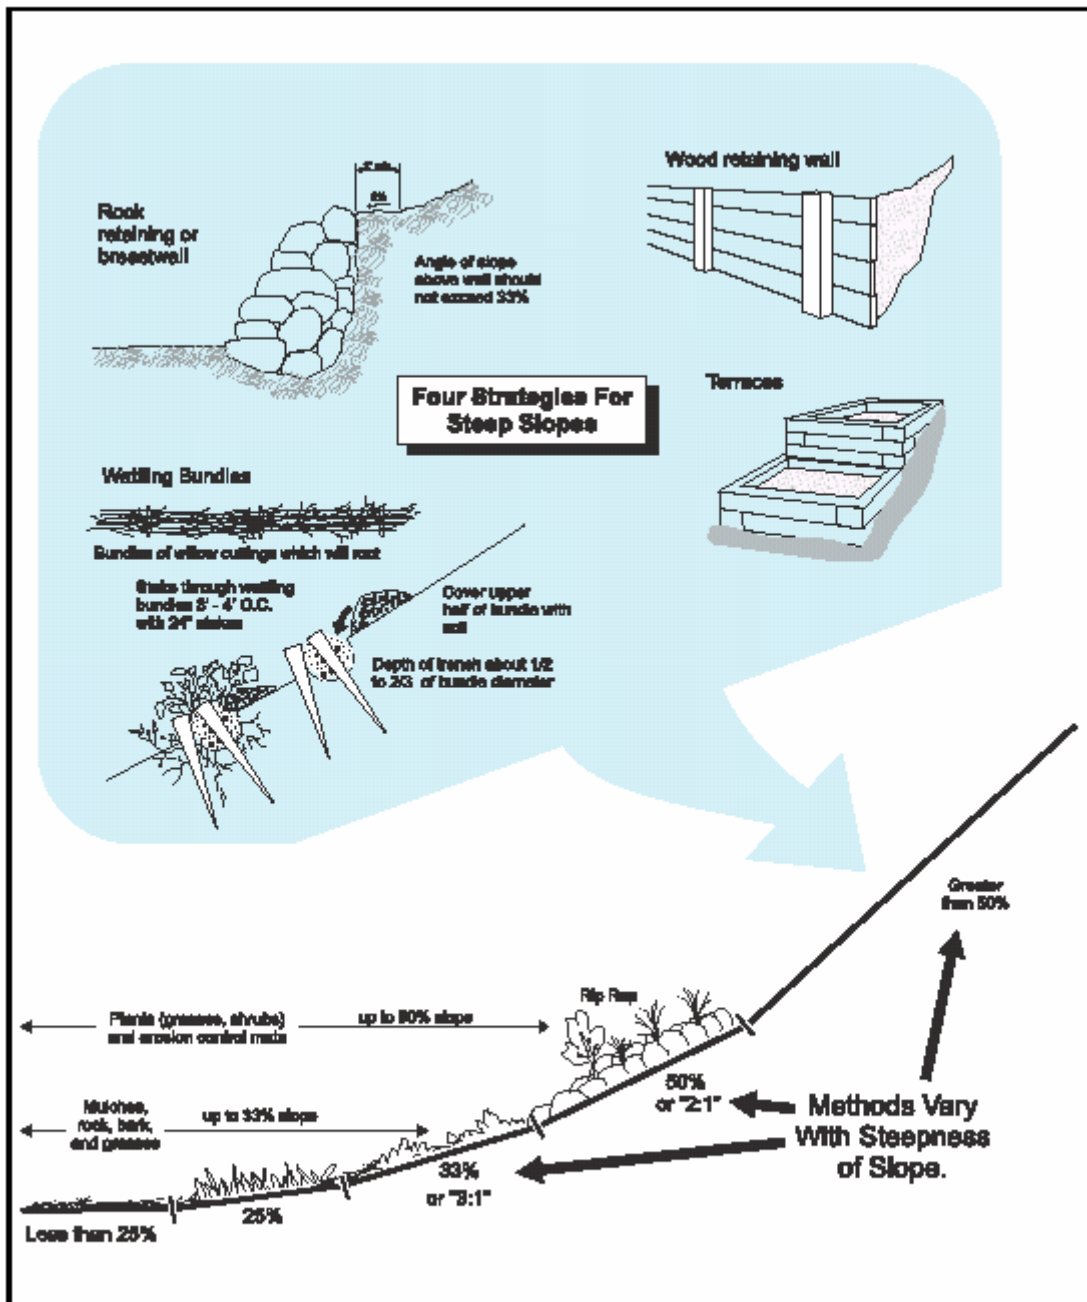 Rock
retaining or
breastwall
Angle of slope
above wall should
not exceed 33%
Wood retaining wall
Four Strategies For
Steep Slopes
Terraces
Wattling Bundles
Bundles of willow cuttings which will root
Stake through wattling
bundles 3' - 4' O.C.
with 24" stakes
Cover upper
half of bundle with
soil
Depth of trench about 1/2
to 2/3 of bundle diameter
Greater
than 50%
Rip Rap
Plants (grasses, shrubs)
and erosion control mats
up to 50% slope
50%
or "2:1"
Methods Vary
With Steepness
of Slope.
Mulches,
rock, bark,
and grasses
up to 33% slope
33%
or "3:1"
25%
Less than 25%